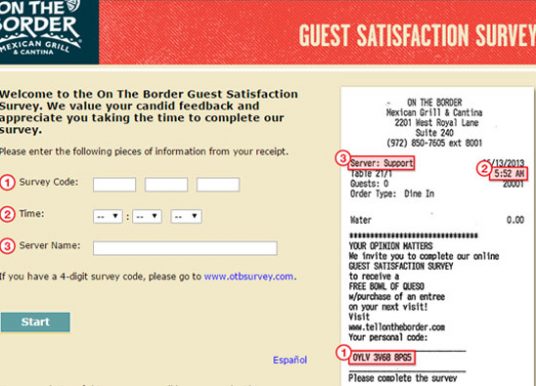 ON THE
BORDER
MEXICAN GRILL
& CANTINA
GUEST SATISFACTION SURVEY
Welcome to the On The Border Guest Satisfaction
Survey. We value your candid feedback and
appreciate you taking the time to complete our
survey.
Please enter the following pieces of information from your receipt.
1 Survey Code:
2 Time: -- : -- --
3 Server Name:
If you have a 4-digit survey code, please go to www.otbsurvey.com.
Start
Español
ON THE BORDER
Mexican Grill & Cantina
2201 West Royal Lane
Suite 240
(972) 850-7605 ext 8001
3 Server: Support /13/2013
Table 21/1 2 5:52 AM
Guests: 0 20001
Order Type: Dine In
Water 0.00
YOUR OPINION MATTERS
We invite you to complete our online
GUEST SATISFACTION SURVEY
to receive a
FREE BOWL OF QUESO
w/purchase of an entree
on your next visit!
Visit
www.tellontheborder.com
Your personal code:
1 0YLV 3V68 8PG5
Please complete the survey